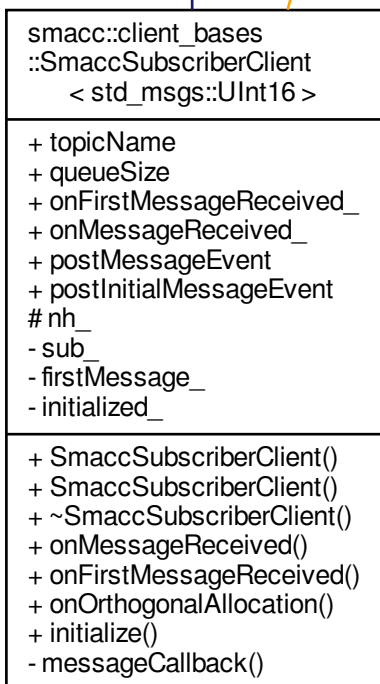 smacc::client_bases
::SmaccSubscriberClient
< std_msgs::UInt16 >
+ topicName
+ queueSize
+ onFirstMessageReceived_
+ onMessageReceived_
+ postMessageEvent
+ postInitialMessageEvent
# nh_
- sub_
- firstMessage_
- initialized_
+ SmaccSubscriberClient()
+ SmaccSubscriberClient()
+ ~SmaccSubscriberClient()
+ onMessageReceived()
+ onFirstMessageReceived()
+ onOrthogonalAllocation()
+ initialize()
- messageCallback()